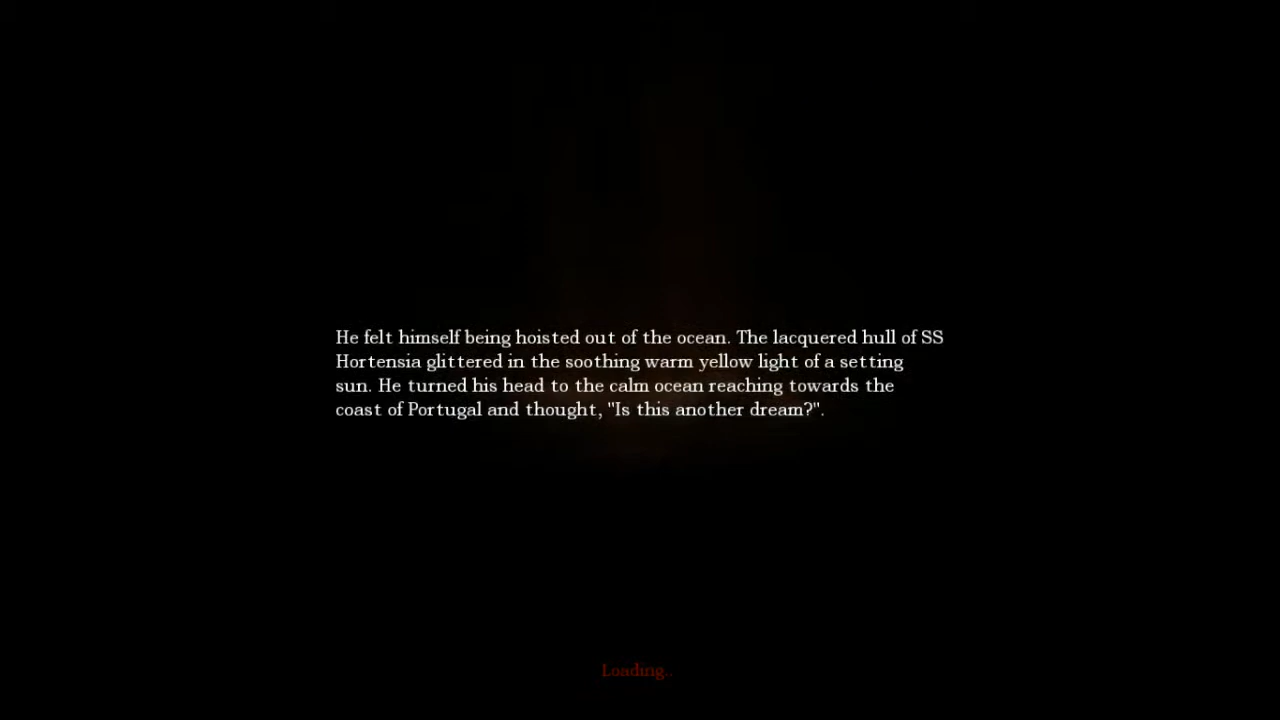 He felt himself being hoisted out of the ocean. The lacquered hull of SS
Hortensia glittered in the soothing warm yellow light of a setting
sun. He turned his head to the calm ocean reaching towards the
coast of Portugal and thought, "Is this another dream?".
Loading..